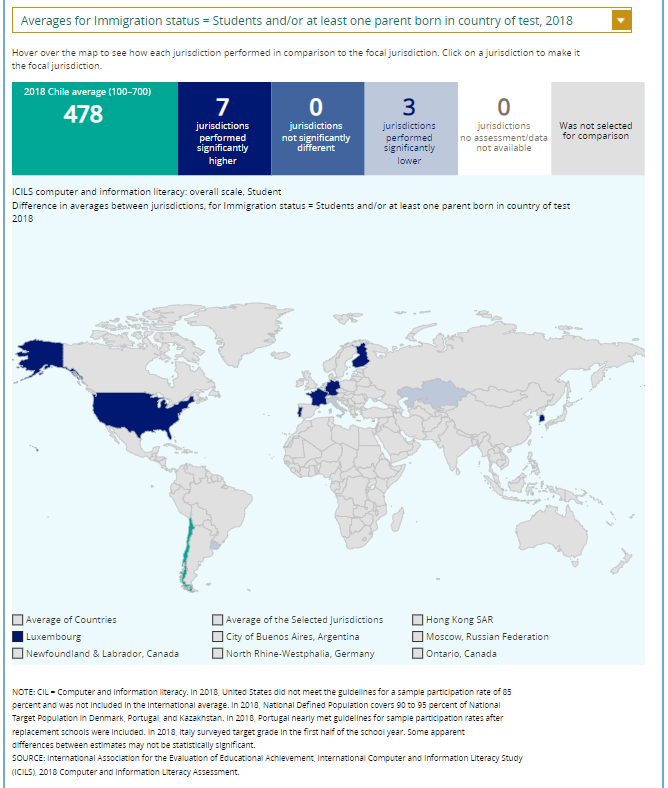 Averages for Immigration status = Students and/or at least one parent born in country of test, 2018
Hover over the map to see how each jurisdiction performed in comparison to the focal jurisdiction. Click on a jurisdiction to make it
the focal jurisdiction.
2018 Chile average (100–700)
478
7
jurisdictions
performed
significantly
higher
0
jurisdictions
not significantly
different
3
jurisdictions
performed
significantly
lower
0
jurisdictions
no assessment/data
not available
Was not selected
for comparison
ICILS computer and information literacy: overall scale, Student
Difference in averages between jurisdictions, for Immigration status = Students and/or at least one parent born in country of test
2018
Average of Countries
Average of the Selected Jurisdictions
Hong Kong SAR
Luxembourg
City of Buenos Aires, Argentina
Moscow, Russian Federation
Newfoundland & Labrador, Canada
North Rhine-Westphalia, Germany
Ontario, Canada
NOTE: CIL = Computer and information literacy. In 2018, United States did not meet the guidelines for a sample participation rate of 85
percent and was not included in the international average. In 2018, National Defined Population covers 90 to 95 percent of National
Target Population in Denmark, Portugal, and Kazakhstan. In 2018, Portugal nearly met guidelines for sample participation rates after
replacement schools were included. In 2018, Italy surveyed target grade in the first half of the school year. Some apparent
differences between estimates may not be statistically significant.
SOURCE: International Association for the Evaluation of Educational Achievement, International Computer and Information Literacy Study
(ICILS), 2018 Computer and Information Literacy Assessment.